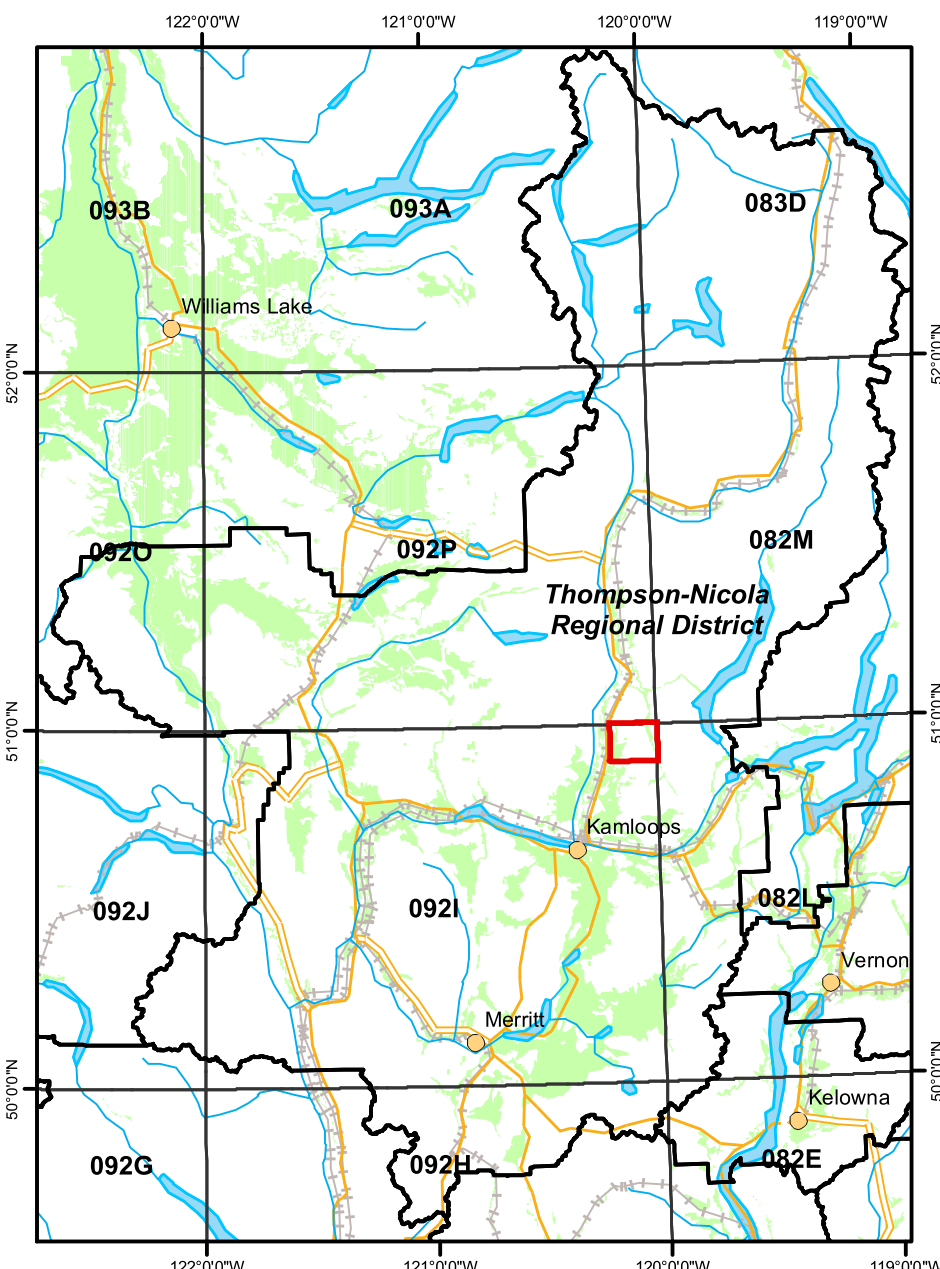 122°0'0"W 121°0'0"W 120°0'0"W 119°0'0"W
093B
093A
083D
Williams Lake
52°0'0"N
52°0'0"N
092O
092P
082M
Thompson-Nicola
Regional District
51°0'0"N
51°0'0"N
Kamloops
092J
092I
082L
Vernon
Merritt
50°0'0"N
50°0'0"N
Kelowna
092G
092H
082E
122°0'0"W 121°0'0"W 120°0'0"W 119°0'0"W